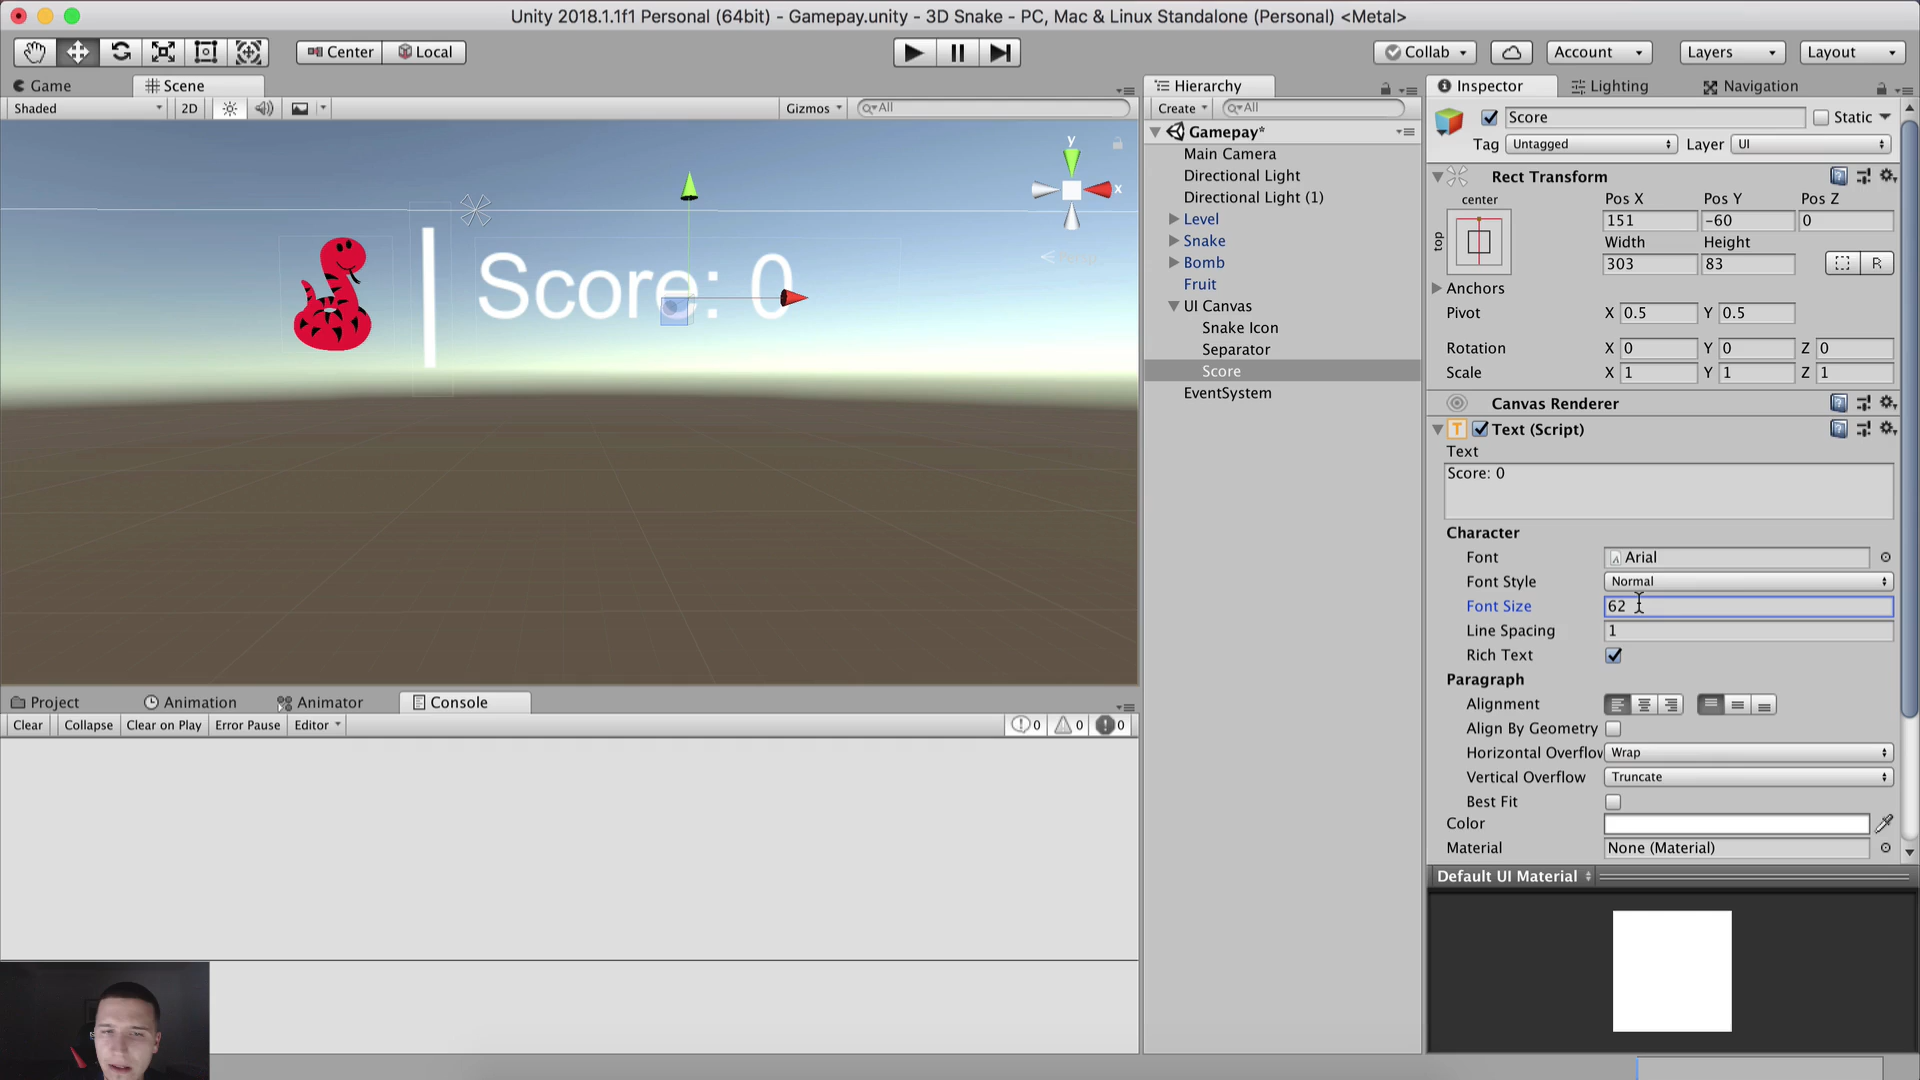 Unity 2018.1.1f1 Personal (64bit) - Gamepay.unity - 3D Snake - PC, Mac & Linux Standalone (Personal) <Metal>
Center Local Collab Account Layers Layout
Game Scene
Shaded 2D Gizmos All
y
x
Score: 0
Project Animation Animator Console
Clear Collapse Clear on Play Error Pause Editor 0 0 0
Hierarchy
Create All
Gamepay*
Main Camera
Directional Light
Directional Light (1)
Level
Snake
Bomb
Fruit
UI Canvas
Snake Icon
Separator
Score
EventSystem
Inspector Lighting Navigation
Score Static
Tag Untagged Layer UI
Rect Transform
center Pos X Pos Y Pos Z
top 151 -60 0
Width Height
303 83 R
Anchors
Pivot X 0.5 Y 0.5
Rotation X 0 Y 0 Z 0
Scale X 1 Y 1 Z 1
Canvas Renderer
T Text (Script)
Text
Score: 0
Character
Font Arial
Font Style Normal
Font Size 62
Line Spacing 1
Rich Text
Paragraph
Alignment
Align By Geometry
Horizontal Overflow Wrap
Vertical Overflow Truncate
Best Fit
Color
Material None (Material)
Default UI Material